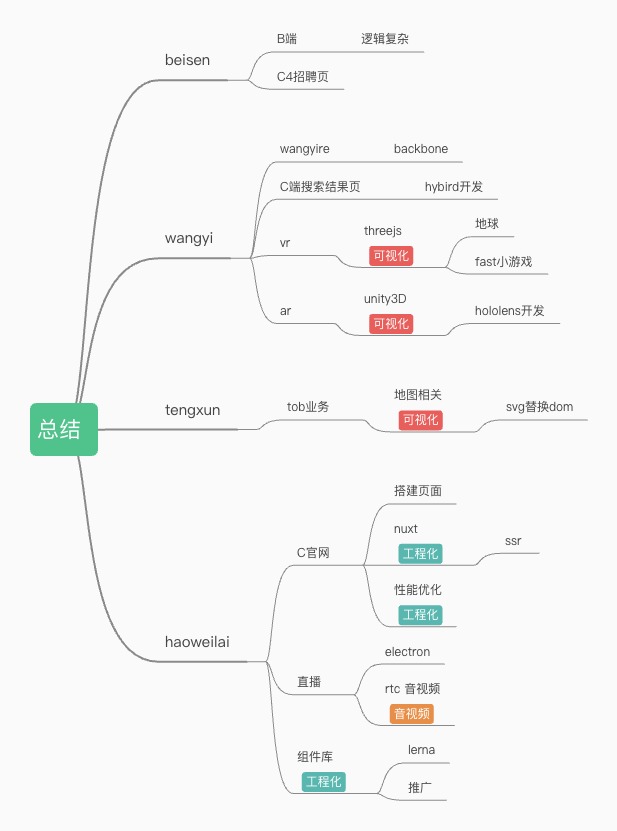 总结
beisen
B端
逻辑复杂
C4招聘页
wangyi
wangyire
backbone
C端搜索结果页
hybird开发
vr
threejs
可视化
地球
fast小游戏
ar
unity3D
可视化
hololens开发
tengxun
tob业务
地图相关
可视化
svg替换dom
haoweilai
C官网
搭建页面
nuxt
工程化
ssr
性能优化
工程化
直播
electron
rtc 音视频
音视频
组件库
工程化
lerna
推广